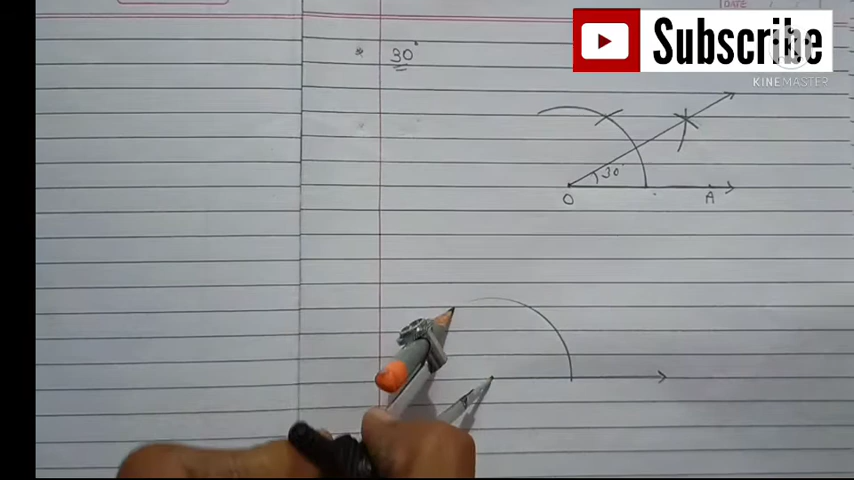 DATE
Subscribe
KINEMASTER
* 30°
30°
O A